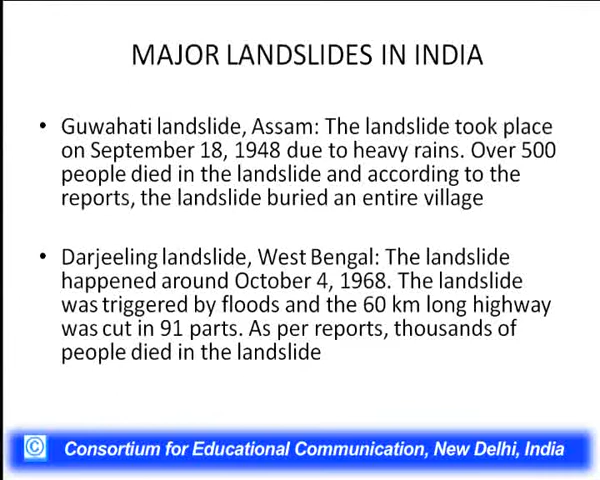 MAJOR LANDSLIDES IN INDIA
• Guwahati landslide, Assam: The landslide took place
on September 18, 1948 due to heavy rains. Over 500
people died in the landslide and according to the
reports, the landslide buried an entire village
• Darjeeling landslide, West Bengal: The landslide
happened around October 4, 1968. The landslide
was triggered by floods and the 60 km long highway
was cut in 91 parts. As per reports, thousands of
people died in the landslide
© Consortium for Educational Communication, New Delhi, India